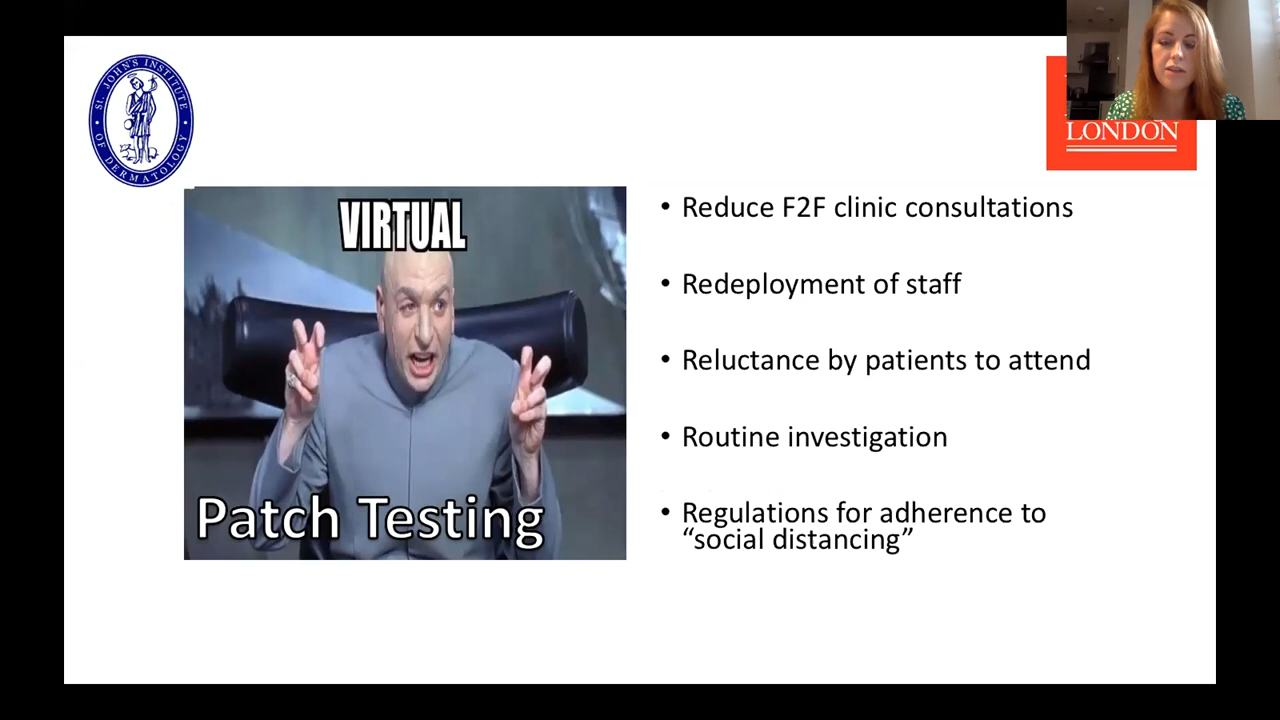 ST. JOHN'S INSTITUTE
OF DERMATOLOGY
LONDON
VIRTUAL
Patch Testing
• Reduce F2F clinic consultations
• Redeployment of staff
• Reluctance by patients to attend
• Routine investigation
• Regulations for adherence to
“social distancing”